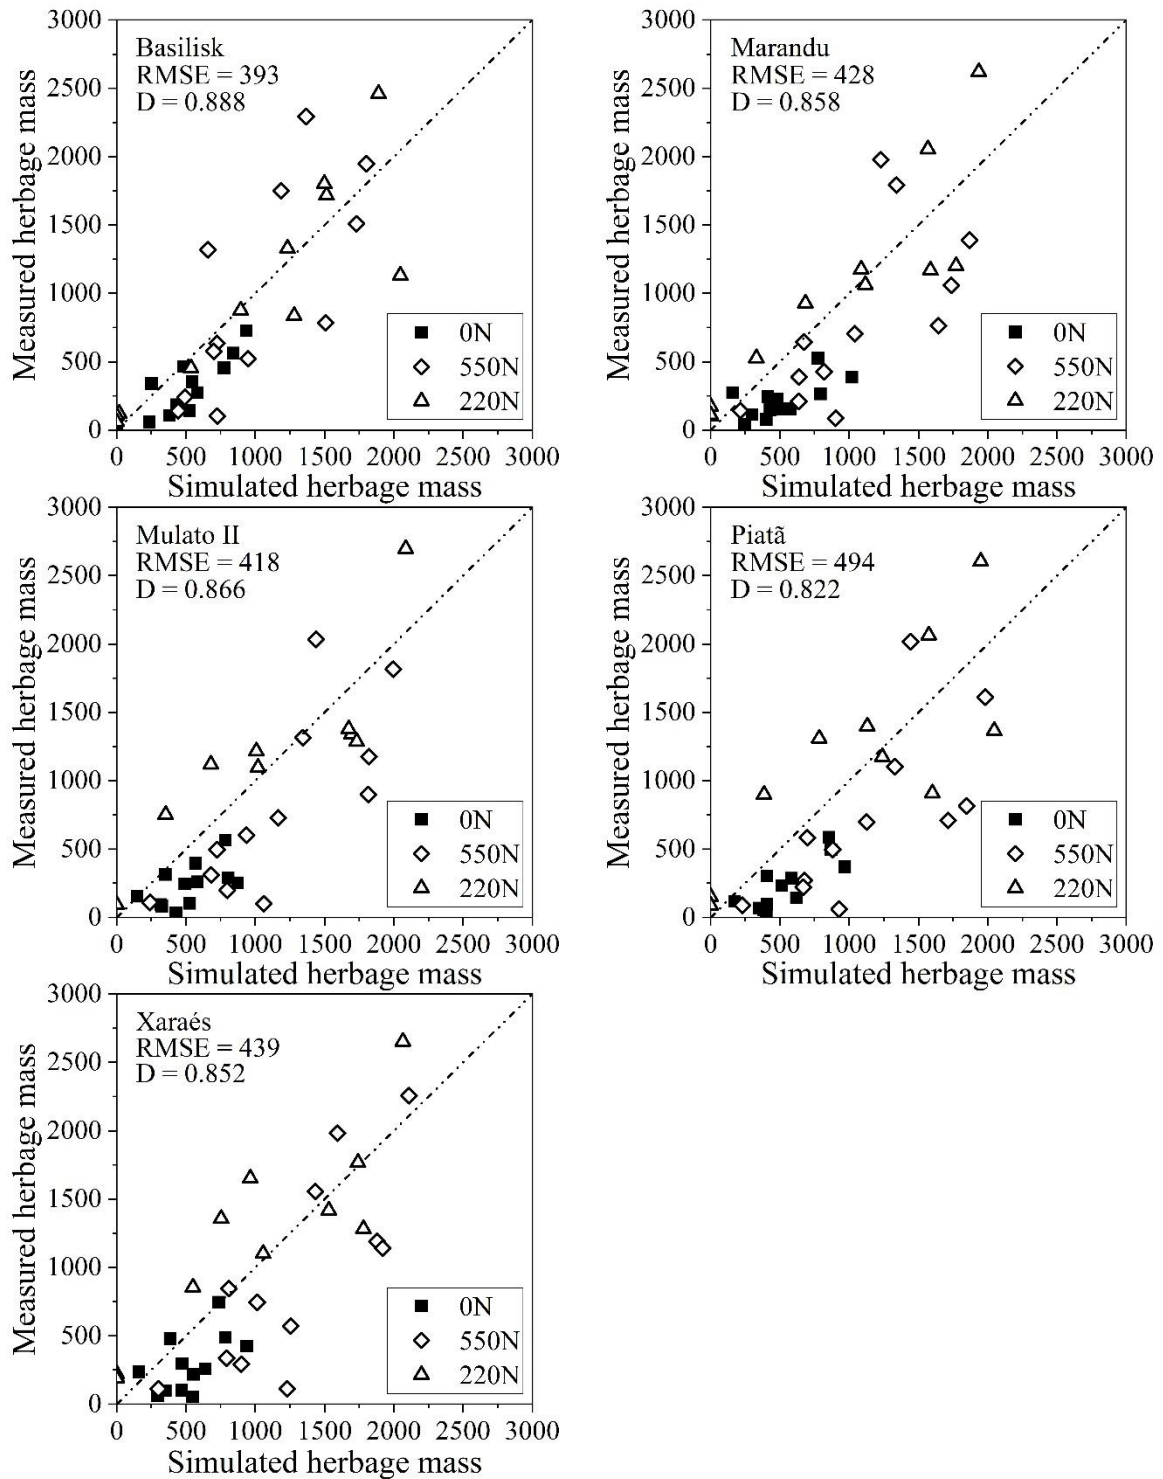 3000
2500
2000
1500
1000
500
0
Measured herbage mass
Basilisk
RMSE = 393
D = 0.888
0N
550N
220N
0 500 1000 1500 2000 2500 3000
Simulated herbage mass
3000
2500
2000
1500
1000
500
0
Measured herbage mass
Marandu
RMSE = 428
D = 0.858
0N
550N
220N
0 500 1000 1500 2000 2500 3000
Simulated herbage mass
3000
2500
2000
1500
1000
500
0
Measured herbage mass
Mulato II
RMSE = 418
D = 0.866
0N
550N
220N
0 500 1000 1500 2000 2500 3000
Simulated herbage mass
3000
2500
2000
1500
1000
500
0
Measured herbage mass
Piatã
RMSE = 494
D = 0.822
0N
550N
220N
0 500 1000 1500 2000 2500 3000
Simulated herbage mass
3000
2500
2000
1500
1000
500
0
Measured herbage mass
Xaraés
RMSE = 439
D = 0.852
0N
550N
220N
0 500 1000 1500 2000 2500 3000
Simulated herbage mass